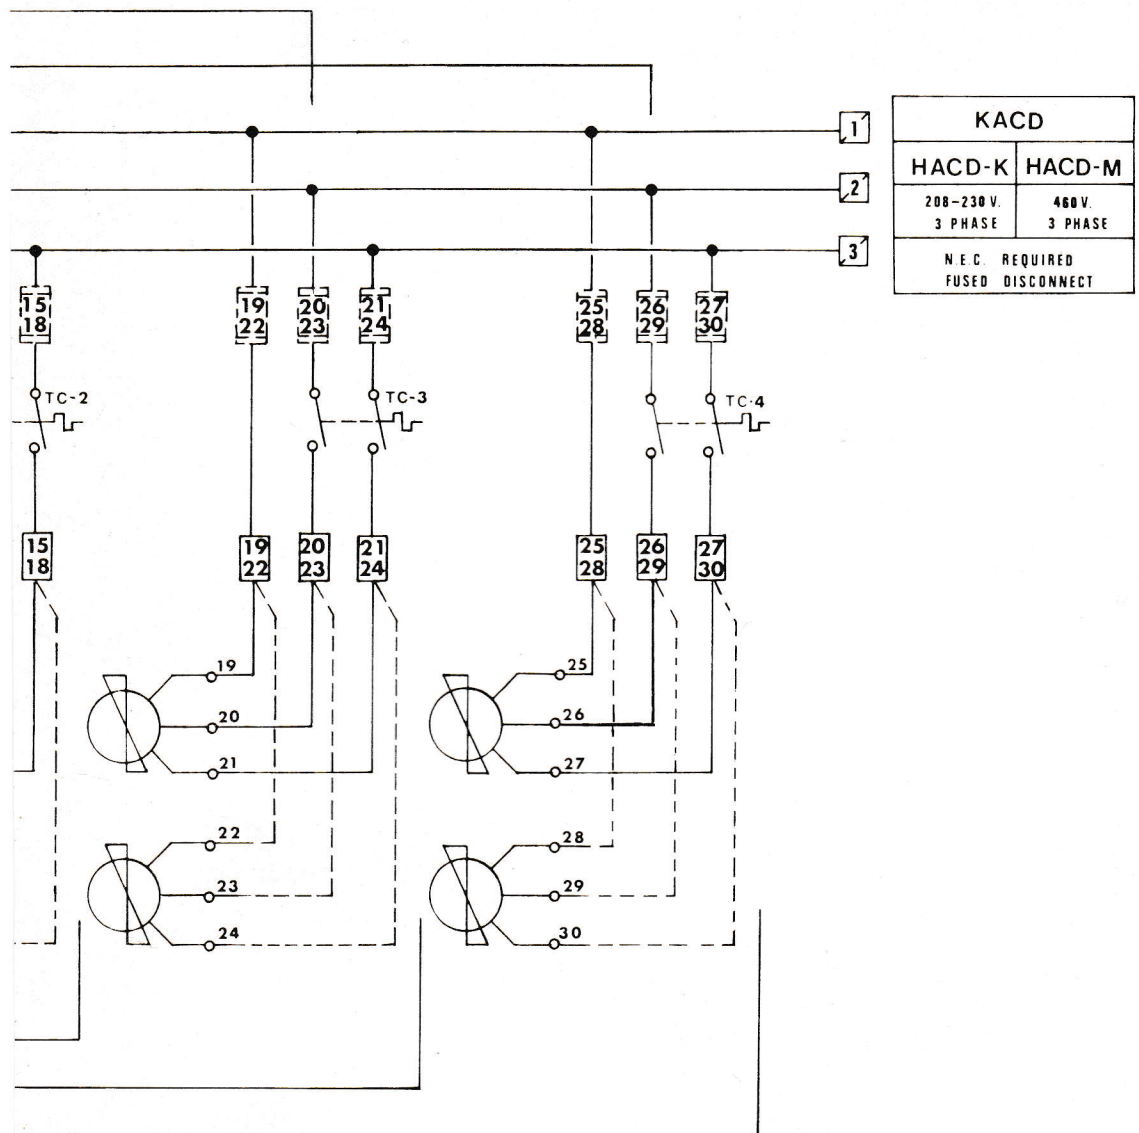 1
KACD
HACD-K HACD-M
2
208-230 V. 460 V.
3 PHASE 3 PHASE
3
N.E.C. REQUIRED
FUSED DISCONNECT
15 19 20 21 25 26 27
18 22 23 24 28 29 30
TC-2 TC-3 TC-4
15 19 20 21 25 26 27
18 22 23 24 28 29 30
19 25
20 26
21 27
22 28
23 29
24 30